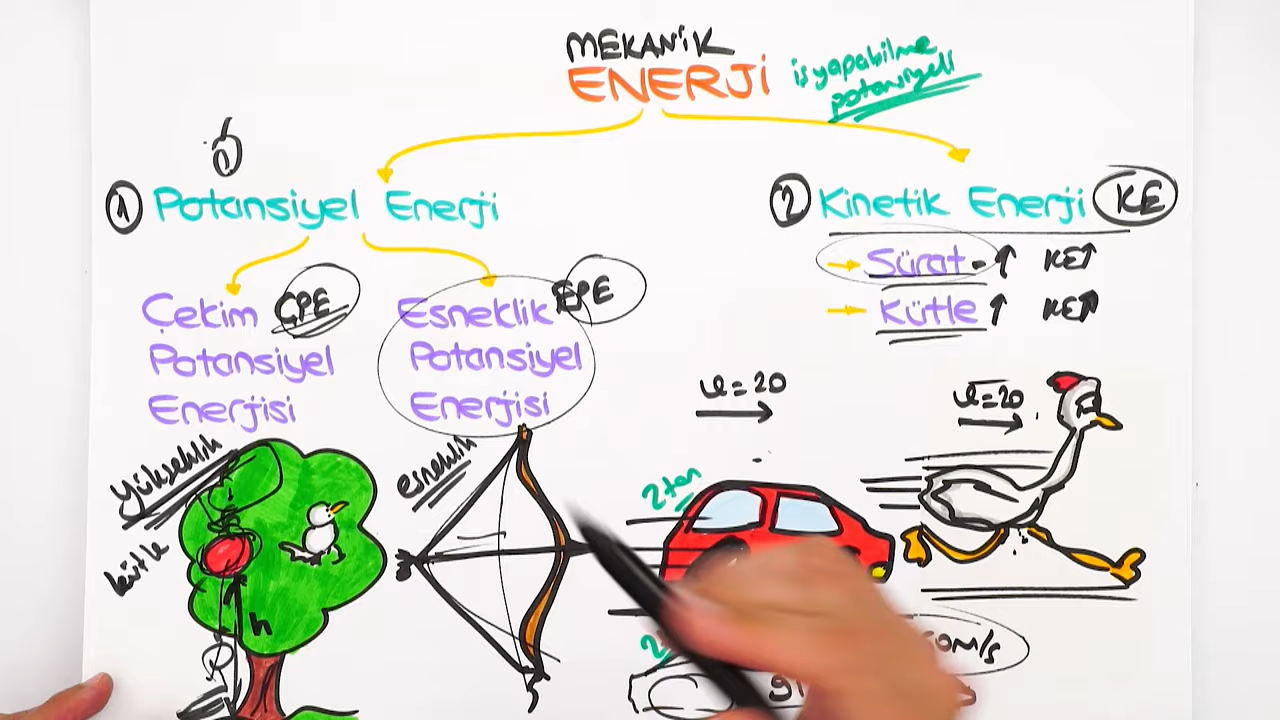 MEKANİK
ENERJİ
iş yapabilme
potansiyeli
1 Potansiyel Enerji
Çekim ÇPE
Potansiyel
Enerjisi
Esneklik EPE
Potansiyel
Enerjisi
2 Kinetik Enerji KE
Sürat - ↑ KE↑
Kütle ↑ KE↑
yükseklik
kütle
h
esneklik
2 ton
v = 20
v = 20
M/s